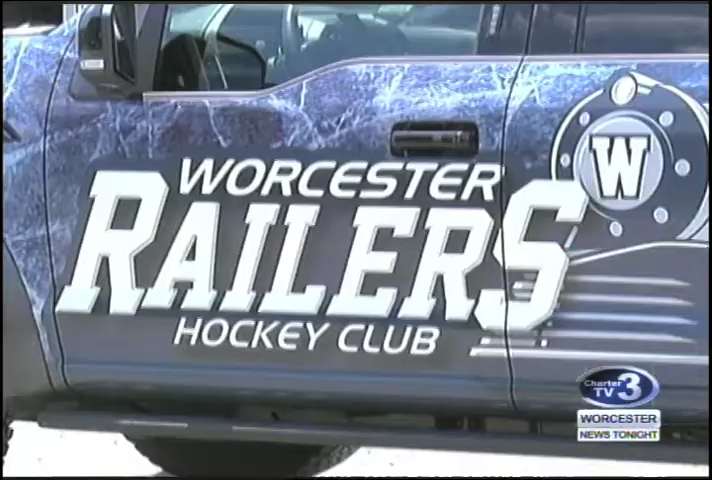 WORCESTER
RAILERS
HOCKEY CLUB
W
Charter
TV 3
WORCESTER
NEWS TONIGHT